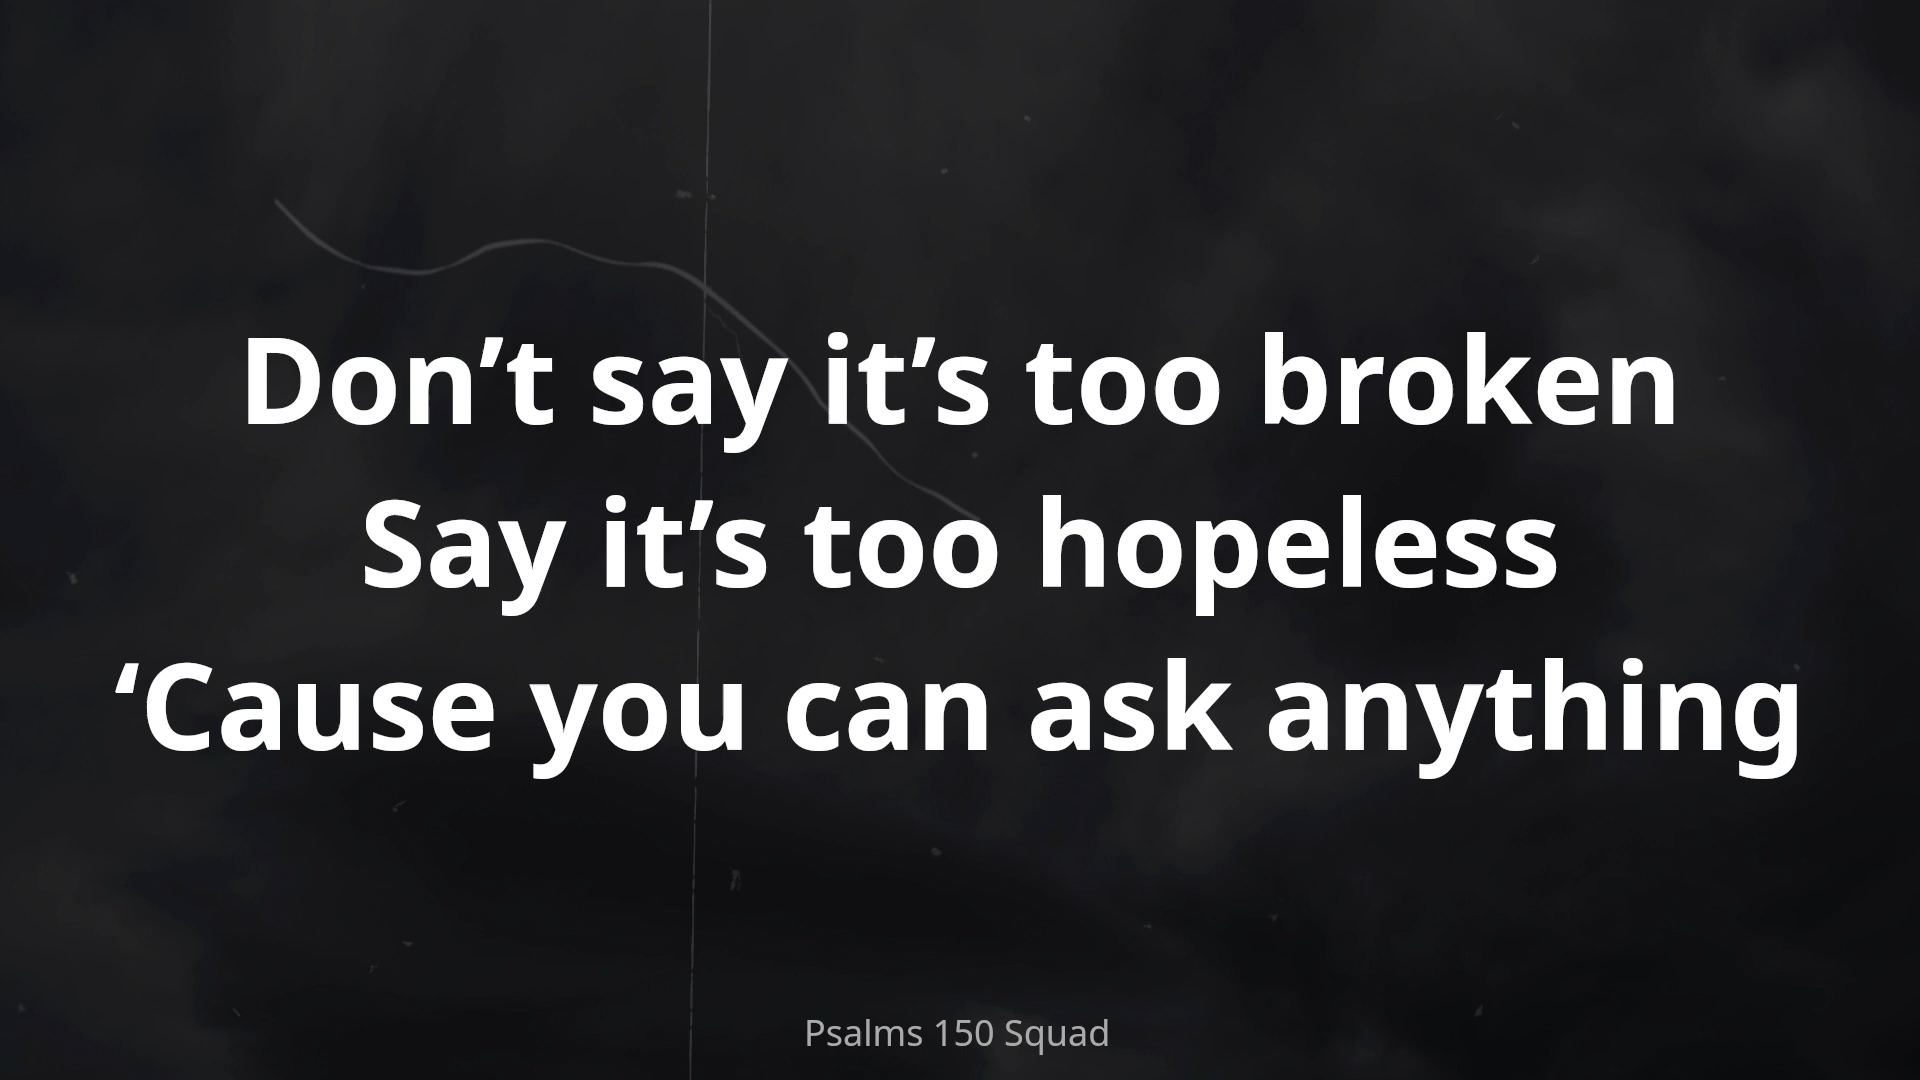 Don’t say it’s too broken
Say it’s too hopeless
‘Cause you can ask anything
Psalms 150 Squad